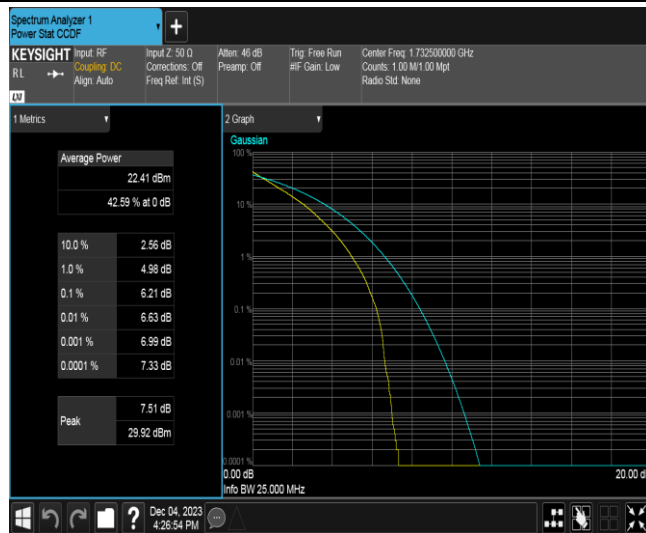 Spectrum Analyzer 1
Power Stat CCDF
KEYSIGHT
RL
Input: RF
Coupling: DC
Align: Auto
Input Z: 50 Ω
Corrections: Off
Freq Ref: Int (S)
Atten: 46 dB
Preamp: Off
Trig: Free Run
#IF Gain: Low
Center Freq: 1.732500000 GHz
Counts: 1.00 M/1.00 Mpt
Radio Std: None
1 Metrics
Average Power
22.41 dBm
42.59 % at 0 dB
10.0 % 2.56 dB
1.0 % 4.98 dB
0.1 % 6.21 dB
0.01 % 6.63 dB
0.001 % 6.99 dB
0.0001 % 7.33 dB
Peak
7.51 dB
29.92 dBm
2 Graph
Gaussian
100 %
10 %
1 %
0.1 %
0.01 %
0.001 %
0.0001 %
0.00 dB 20.00 d
Info BW 25.000 MHz
?
Dec 04, 2023
4:26:54 PM